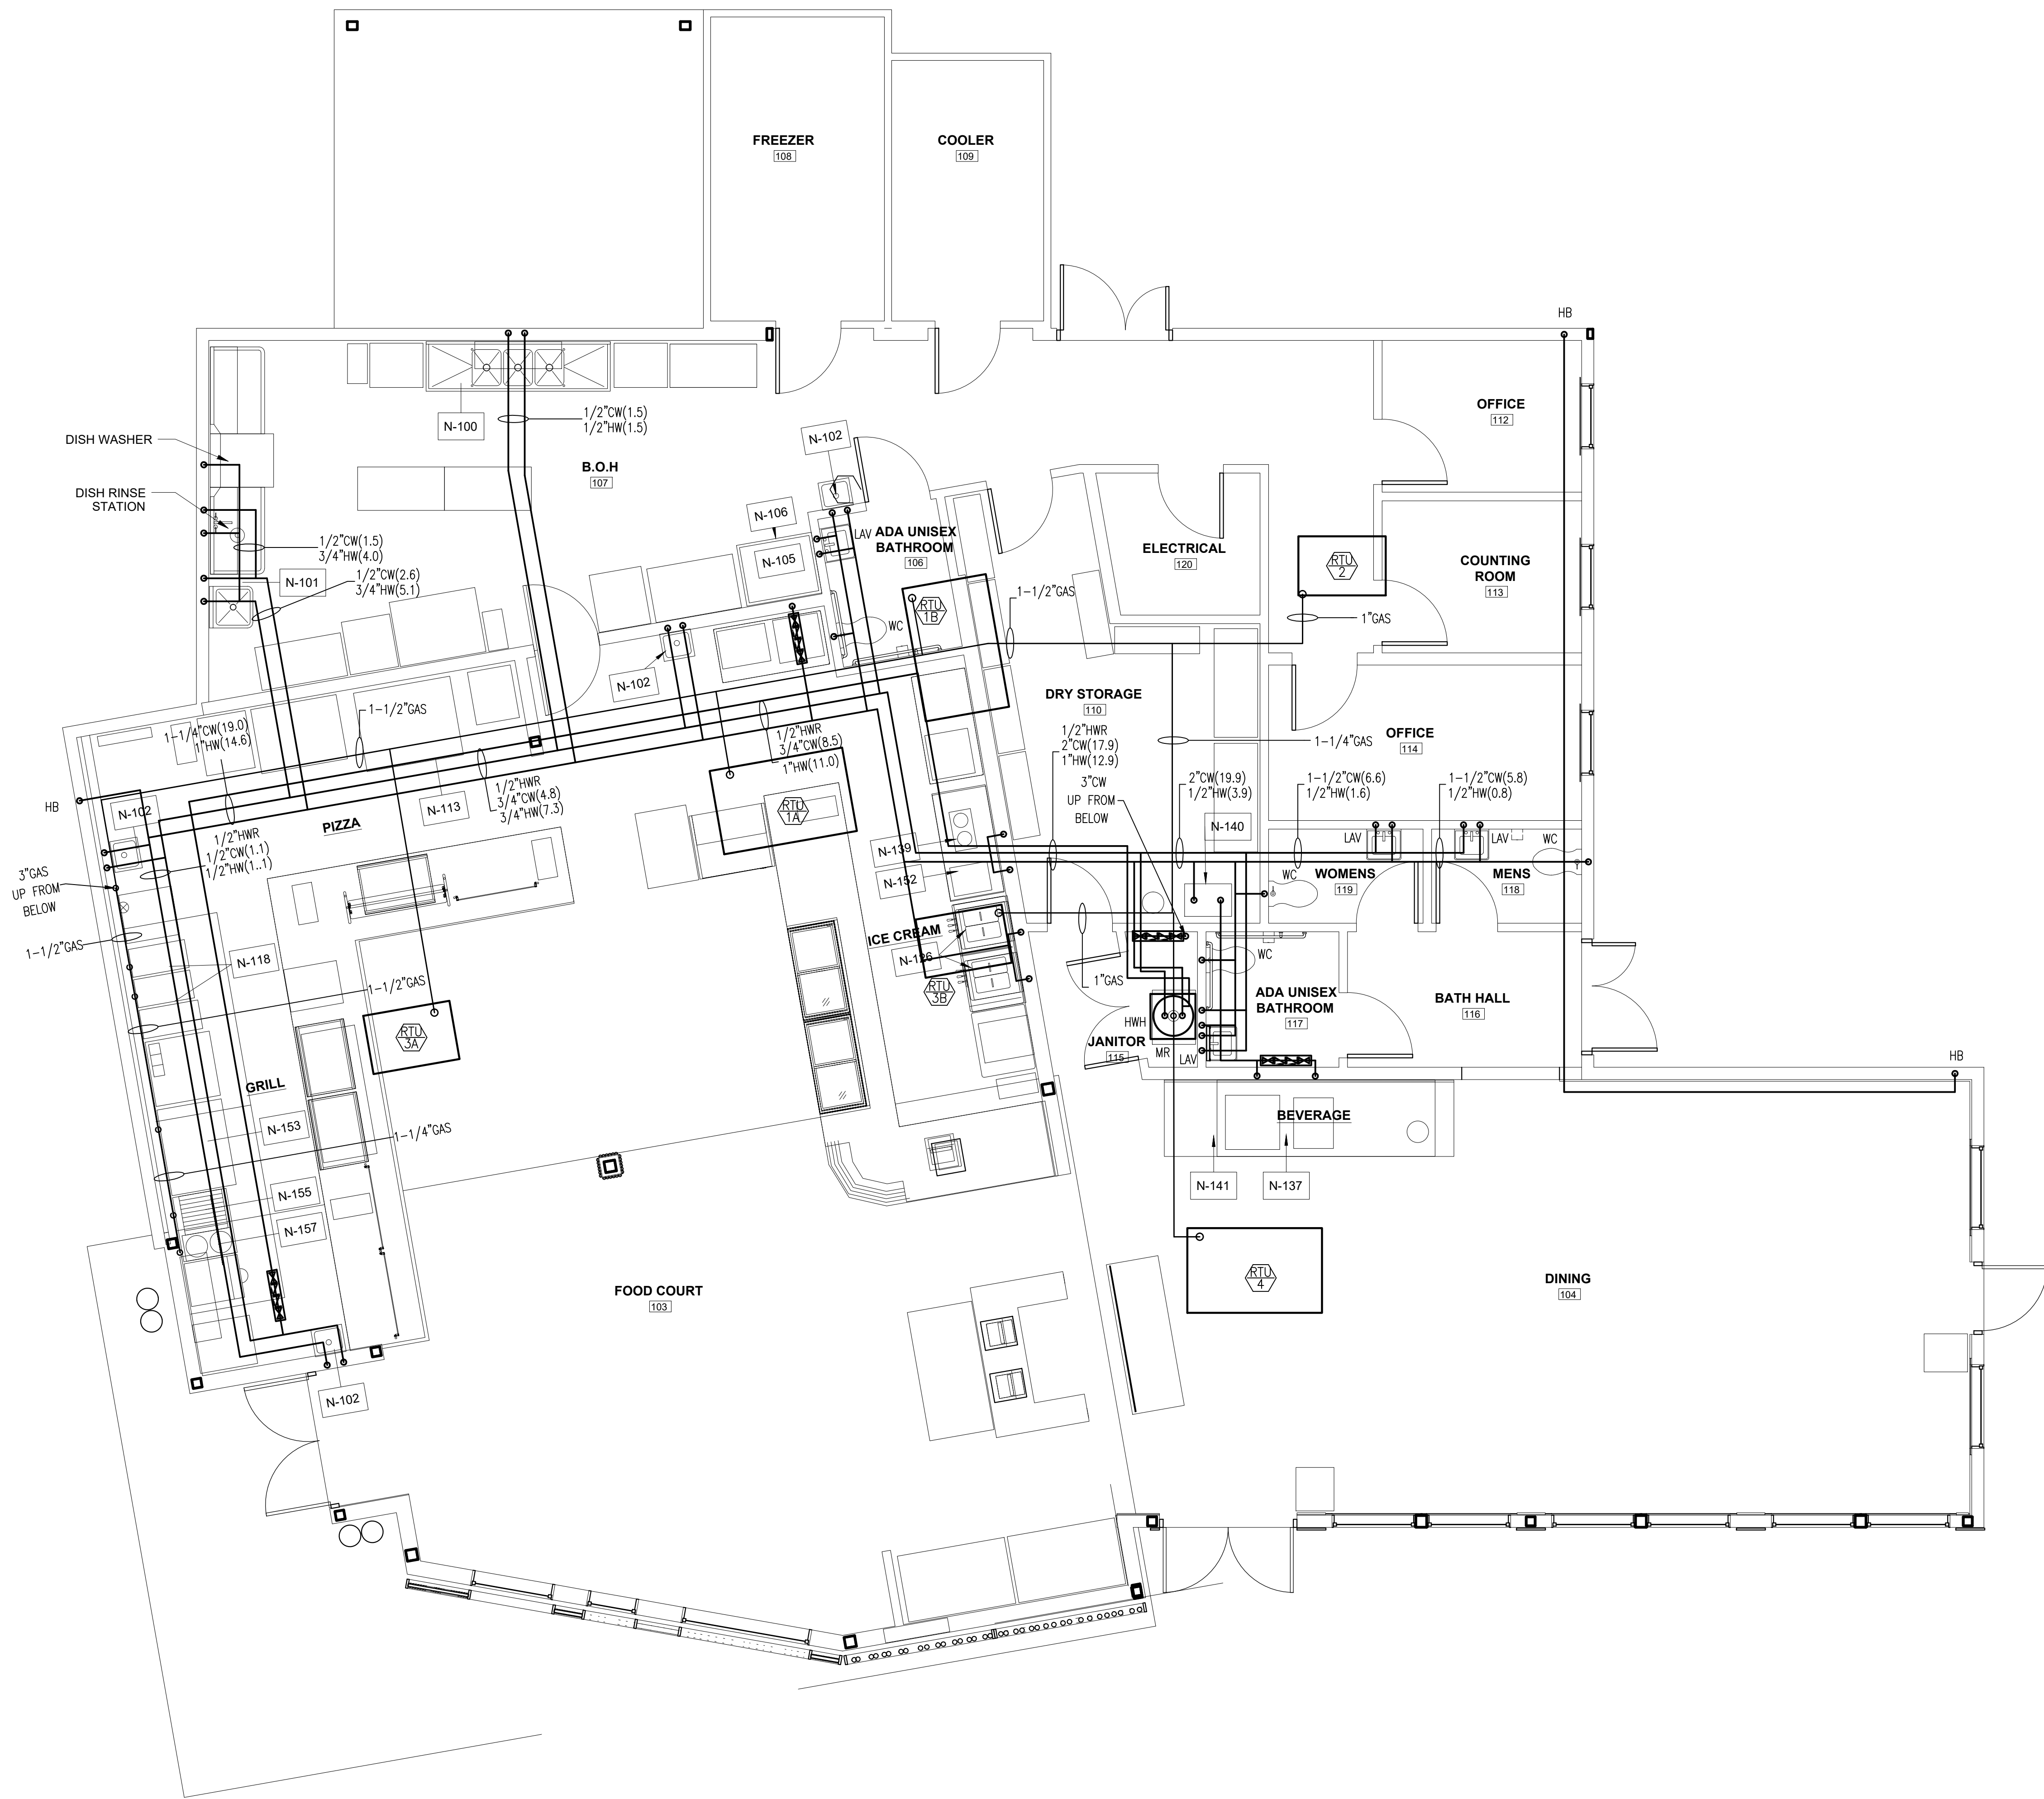 FREEZER
108
COOLER
109
HB
OFFICE
112
DISH WASHER
N-100
1/2"CW(1.5)
1/2"HW(1.5)
N-102
B.O.H
107
DISH RINSE
STATION
N-106
LAV
ADA UNISEX
BATHROOM
106
ELECTRICAL
120
RTU
2
COUNTING
ROOM
113
1/2"CW(1.5)
3/4"HW(4.0)
N-105
N-101
1/2"CW(2.6)
3/4"HW(5.1)
1-1/2"GAS
RTU
1B
1"GAS
WC
N-102
DRY STORAGE
110
1-1/2"GAS
1-1/4"CW(19.0)
1"HW(14.6)
1/2"HWR
3/4"CW(8.5)
1"HW(11.0)
1/2"HWR
2"CW(17.9)
1"HW(12.9)
1-1/4"GAS
OFFICE
114
3"CW
UP FROM
BELOW
2"CW(19.9)
1/2"HW(3.9)
1-1/2"CW(6.6)
1/2"HW(1.6)
1-1/2"CW(5.8)
1/2"HW(0.8)
HB
N-102
N-113
1/2"HWR
3/4"CW(4.8)
3/4"HW(7.3)
RTU
1A
PIZZA
N-140
1/2"HWR
1/2"CW(1.1)
1/2"HW(1..1)
N-139
LAV
LAV
WC
3"GAS
UP FROM
BELOW
N-152
WC
WOMENS
119
MENS
118
1-1/2"GAS
N-118
ICE CREAM
N-126
WC
1-1/2"GAS
RTU
3B
1"GAS
ADA UNISEX
BATHROOM
117
BATH HALL
116
RTU
3A
HWH
JANITOR
115
MR
LAV
HB
GRILL
N-153
1-1/4"GAS
BEVERAGE
N-155
N-141
N-137
N-157
RTU
4
FOOD COURT
103
DINING
104
N-102